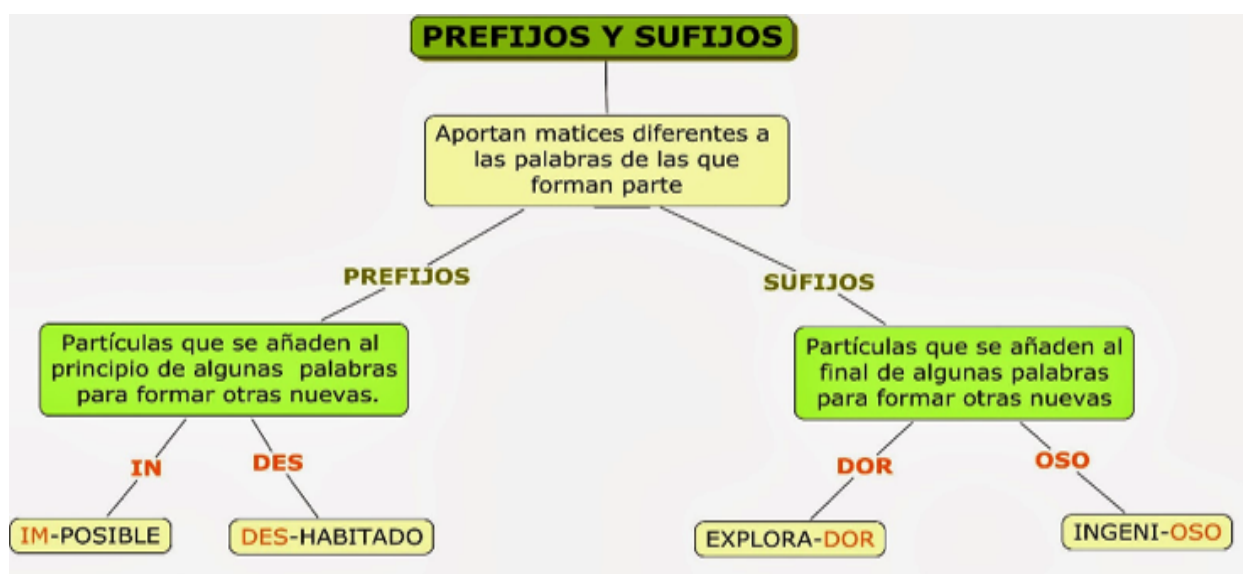 PREFIJOS Y SUFIJOS
Aportan matices diferentes a
las palabras de las que
forman parte
PREFIJOS
SUFIJOS
Partículas que se añaden al
principio de algunas palabras
para formar otras nuevas.
Partículas que se añaden al
final de algunas palabras
para formar otras nuevas
IN
DES
DOR
OSO
IM-POSIBLE
DES-HABITADO
EXPLORA-DOR
INGENI-OSO